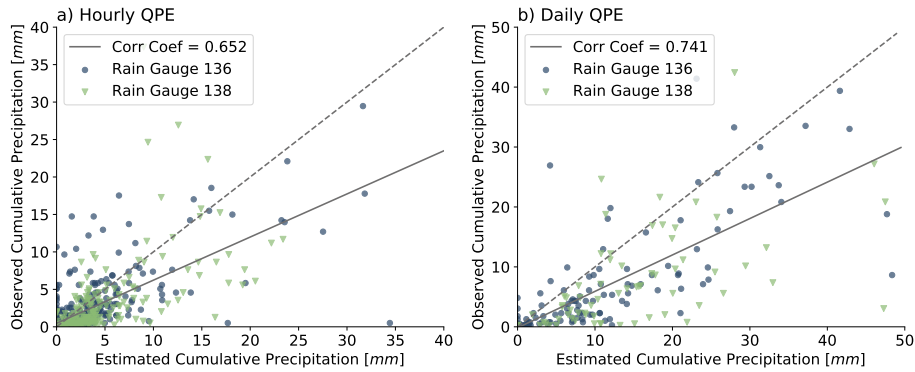 a) Hourly QPE
Observed Cumulative Precipitation [mm]
40
35
30
25
20
15
10
5
0
Corr Coef = 0.652
Rain Gauge 136
Rain Gauge 138
0 5 10 15 20 25 30 35 40
Estimated Cumulative Precipitation [mm]
b) Daily QPE
Observed Cumulative Precipitation [mm]
50
40
30
20
10
0
Corr Coef = 0.741
Rain Gauge 136
Rain Gauge 138
0 10 20 30 40 50
Estimated Cumulative Precipitation [mm]